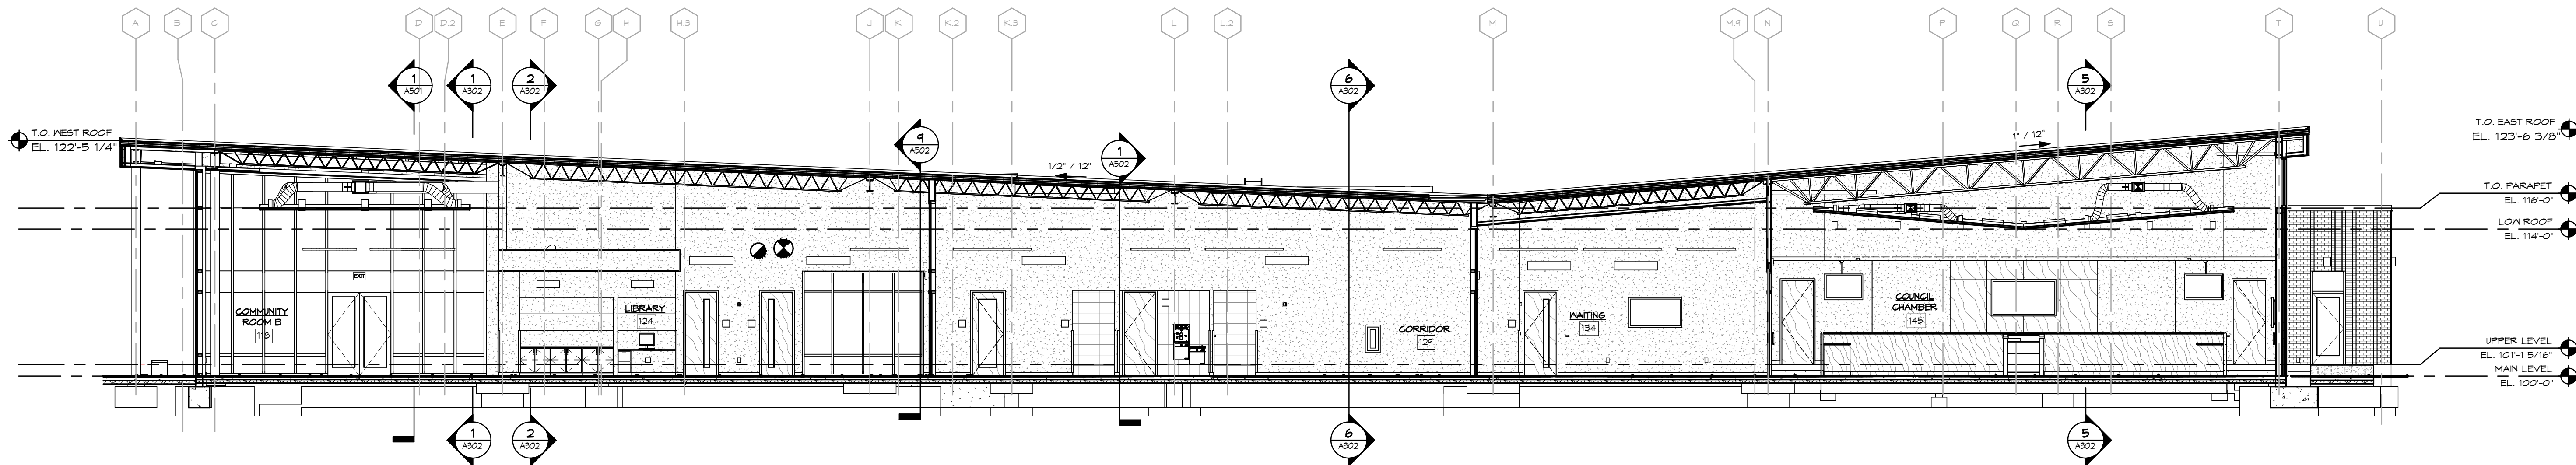 A B C D D.2 E F G H H.3 J K K.2 K.3 L L.2 M M.9 N P Q R S T U
1
A501
1
A302
2
A302
6
A302
5
A302
T.O. WEST ROOF
EL. 122'-5 1/4"
9
A502
1
A502
1/2" / 12"
1" / 12"
T.O. EAST ROOF
EL. 123'-6 3/8"
T.O. PARAPET
EL. 116'-0"
LOW ROOF
EL. 114'-0"
EXIT
COMMUNITY
ROOM B
113
LIBRARY
124
CORRIDOR
129
WAITING
134
COUNCIL
CHAMBER
145
UPPER LEVEL
EL. 101'-1 5/16"
MAIN LEVEL
EL. 100'-0"
1
A302
2
A302
6
A302
5
A302